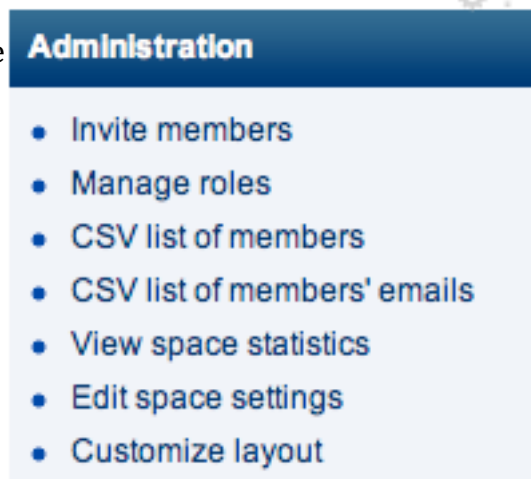 Administration
Invite members
Manage roles
CSV list of members
CSV list of members' emails
View space statistics
Edit space settings
Customize layout